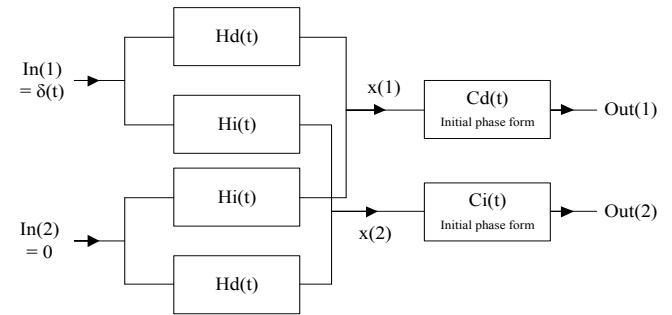 Hd(t)
In(1)
= δ(t)
x(1)
Cd(t)
Initial phase form
Out(1)
Hi(t)
Hi(t)
Ci(t)
Initial phase form
Out(2)
In(2)
= 0
x(2)
Hd(t)